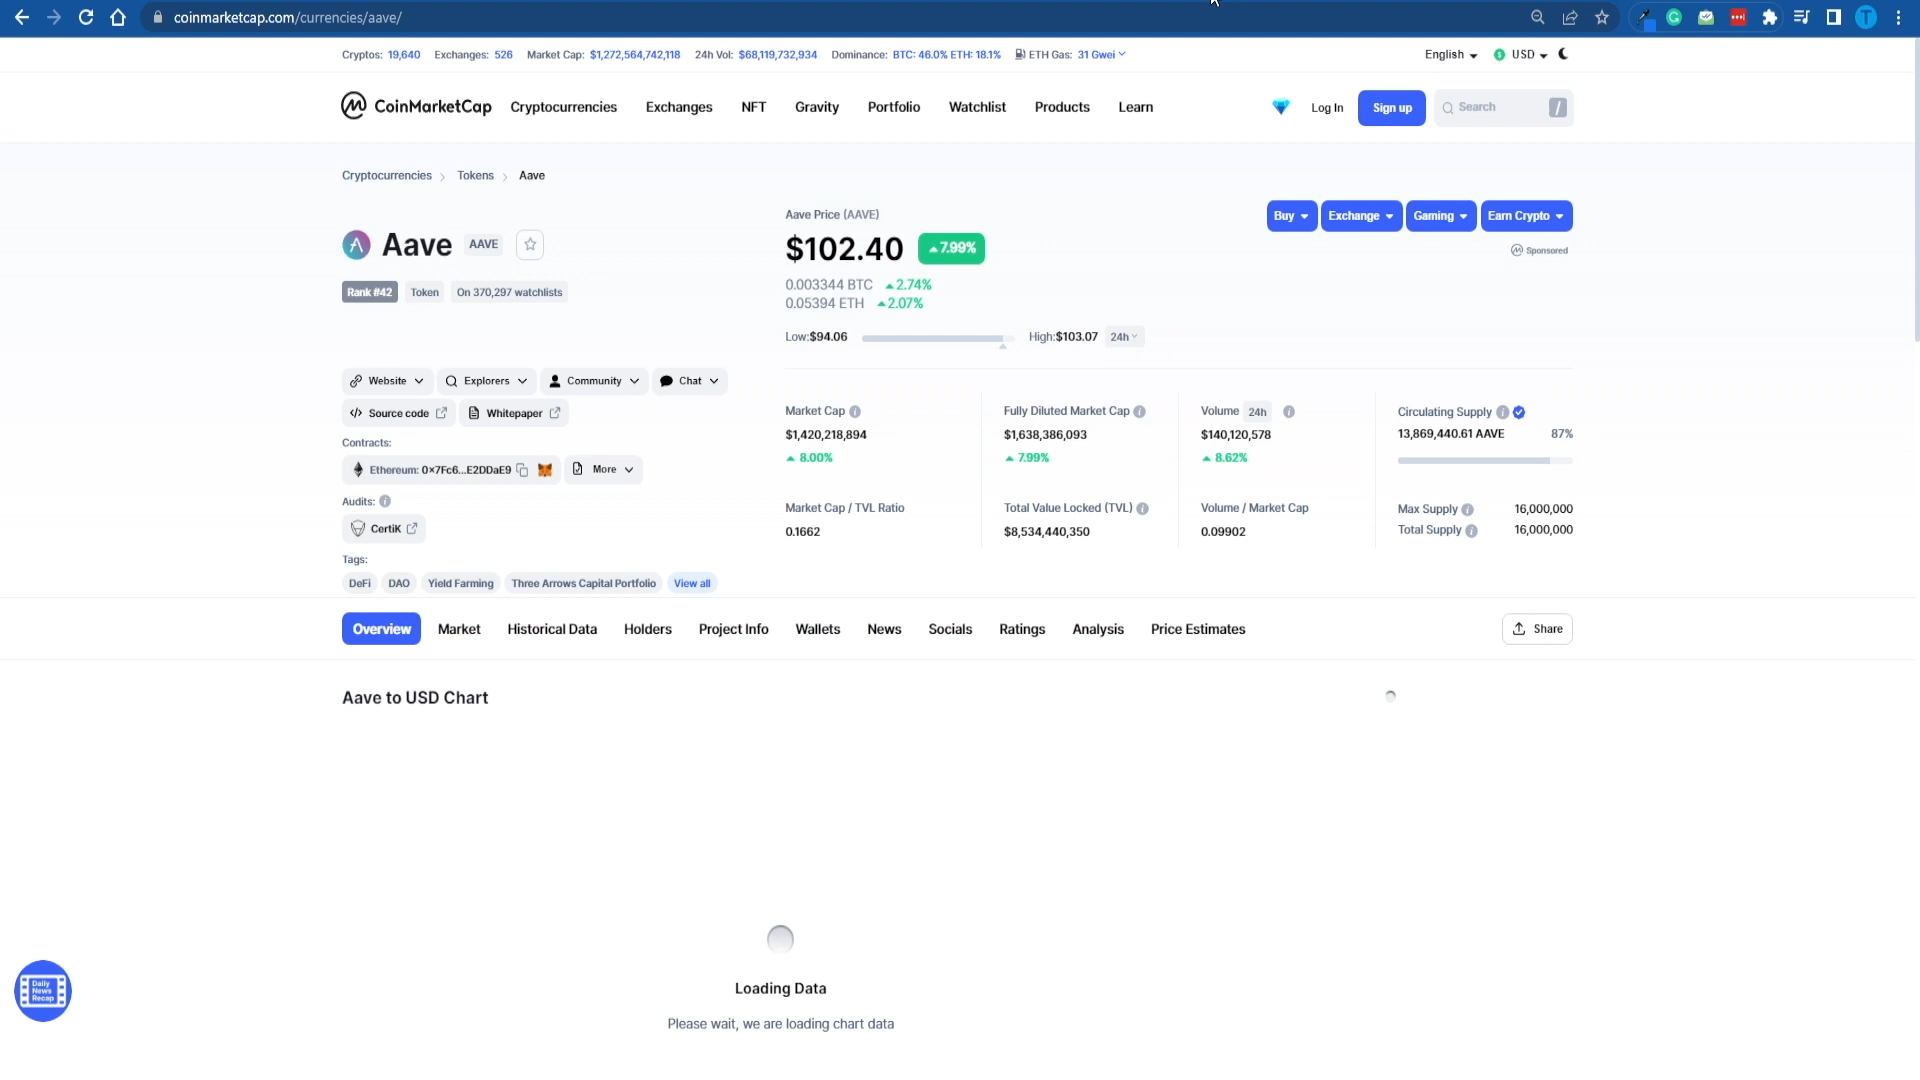 coinmarketcap.com/currencies/aave/
T
Cryptos: 19,640 Exchanges: 526 Market Cap: $1,272,564,742,118 24h Vol: $68,119,732,934 Dominance: BTC: 46.0% ETH: 18.1% ETH Gas: 31 Gwei
English USD
CoinMarketCap Cryptocurrencies Exchanges NFT Gravity Portfolio Watchlist Products Learn
Log In Sign up Search /
Cryptocurrencies Tokens Aave
Aave AAVE
Rank #42 Token On 370,297 watchlists
Aave Price (AAVE)
$102.40 7.99%
0.003344 BTC 2.74%
0.05394 ETH 2.07%
Low:$94.06 High:$103.07 24h
Buy Exchange Gaming Earn Crypto
Sponsored
Website Explorers Community Chat
Source code Whitepaper
Contracts:
Ethereum: 0x7Fc6...E2DDaE9 More
Audits:
CertiK
Tags:
DeFi DAO Yield Farming Three Arrows Capital Portfolio View all
Market Cap
$1,420,218,894
8.00%
Market Cap / TVL Ratio
0.1662
Fully Diluted Market Cap
$1,638,386,093
7.99%
Total Value Locked (TVL)
$8,534,440,350
Volume 24h
$140,120,578
8.62%
Volume / Market Cap
0.09902
Circulating Supply
13,869,440.61 AAVE 87%
Max Supply 16,000,000
Total Supply 16,000,000
Overview Market Historical Data Holders Project Info Wallets News Socials Ratings Analysis Price Estimates Share
Aave to USD Chart
Loading Data
Please wait, we are loading chart data
Daily
News
Recap